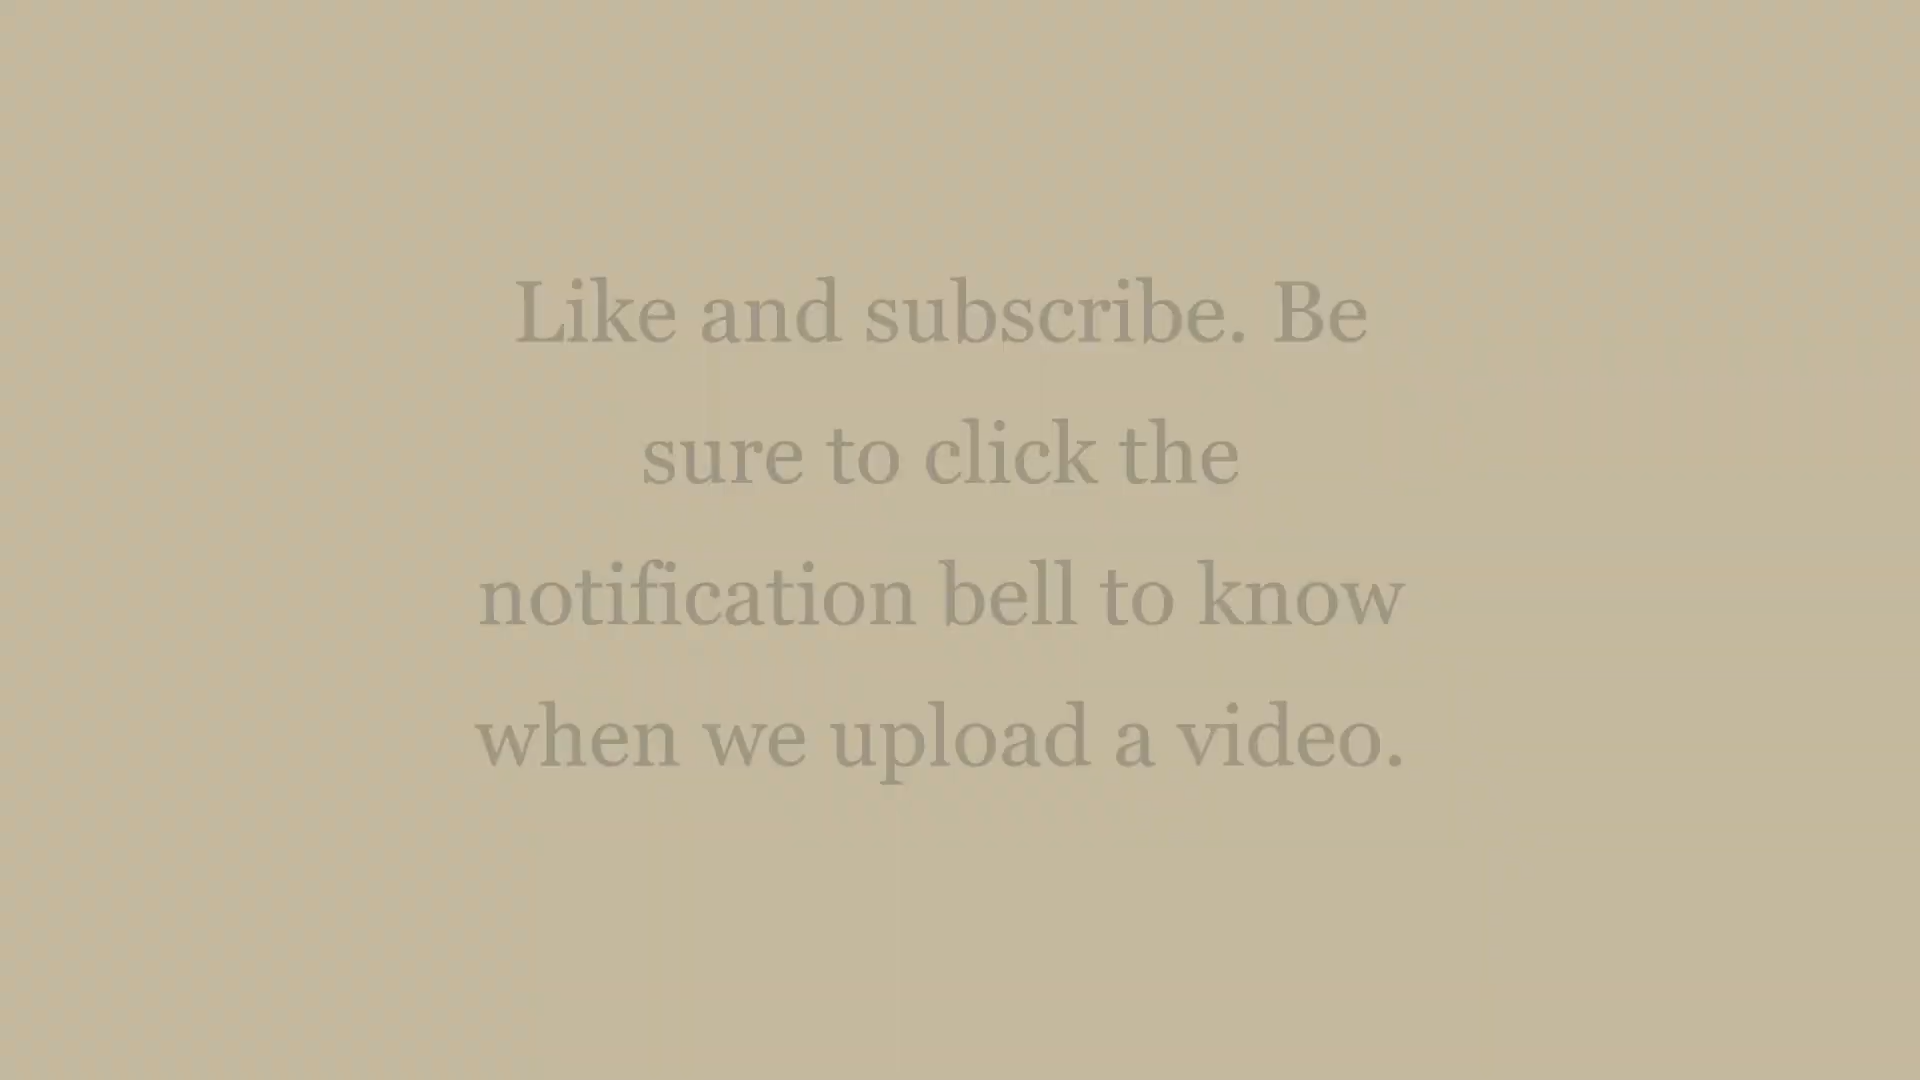 Like and subscribe. Be
sure to click the
notification bell to know
when we upload a video.